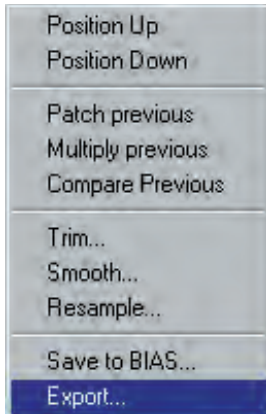 Position Up
Position Down
Patch previous
Multiply previous
Compare Previous
Trim...
Smooth...
Resample...
Save to BIAS...
Export...